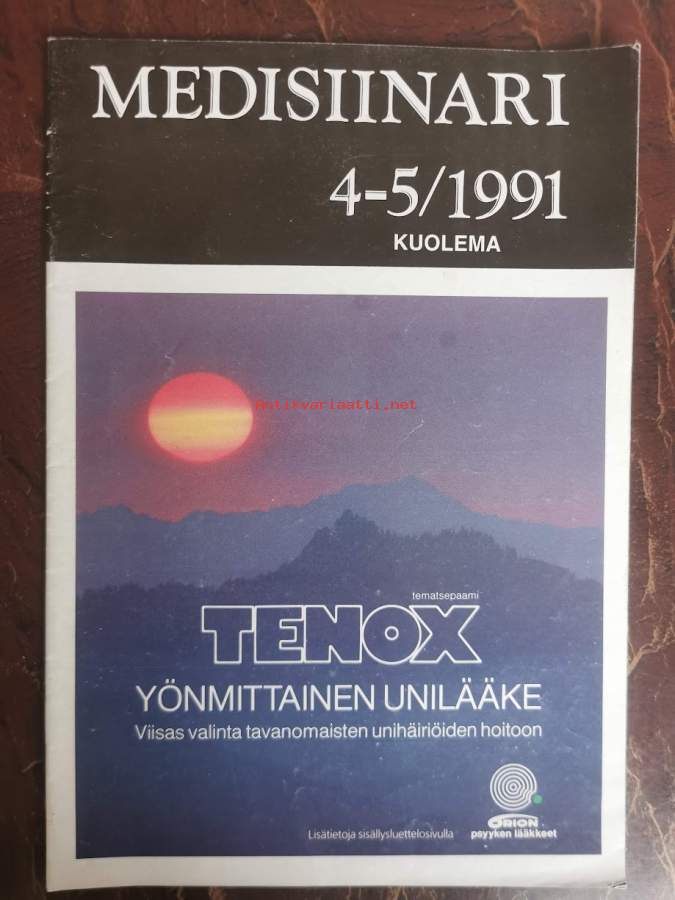 MEDISIINARI
4-5/1991
KUOLEMA
Antikvariaatti.net
tematsepaami
TENOX
YÖNMITTAINEN UNILÄÄKE
Viisas valinta tavanomaisten unihäiriöiden hoitoon
ORION
Lisätietoja sisällysluettelosivulla psyyken lääkkeet